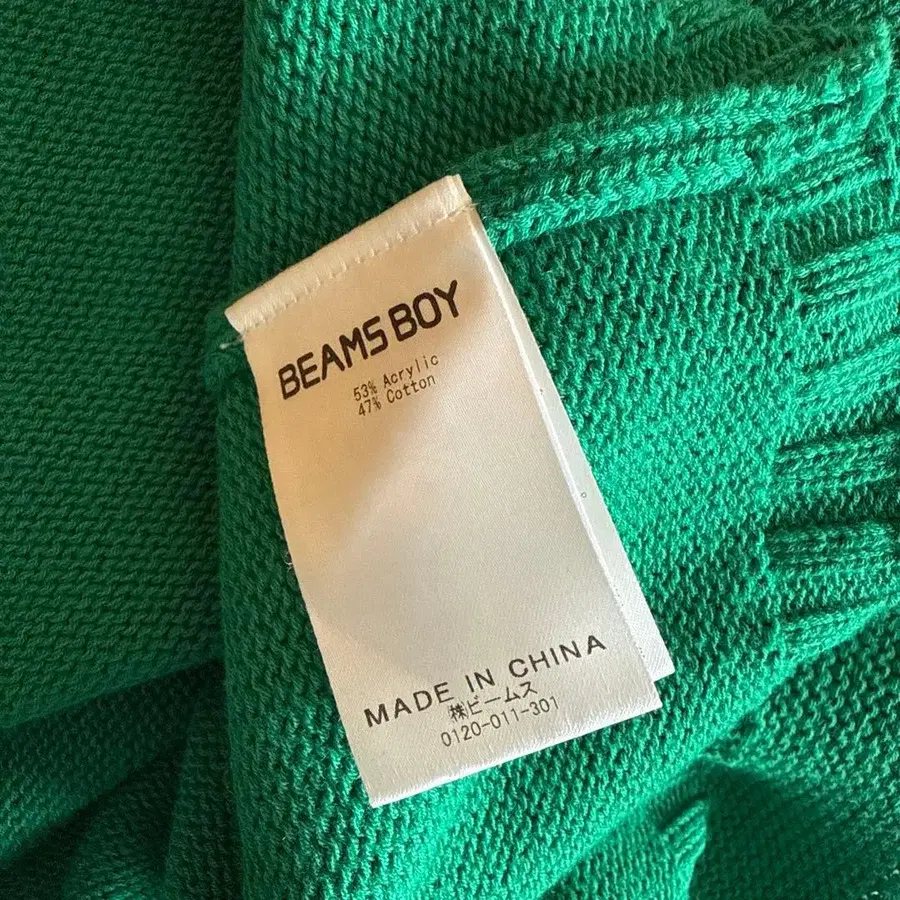 BEAMS BOY
53% Acrylic
47% Cotton
MADE IN CHINA
㈱ビームス
0120-011-301